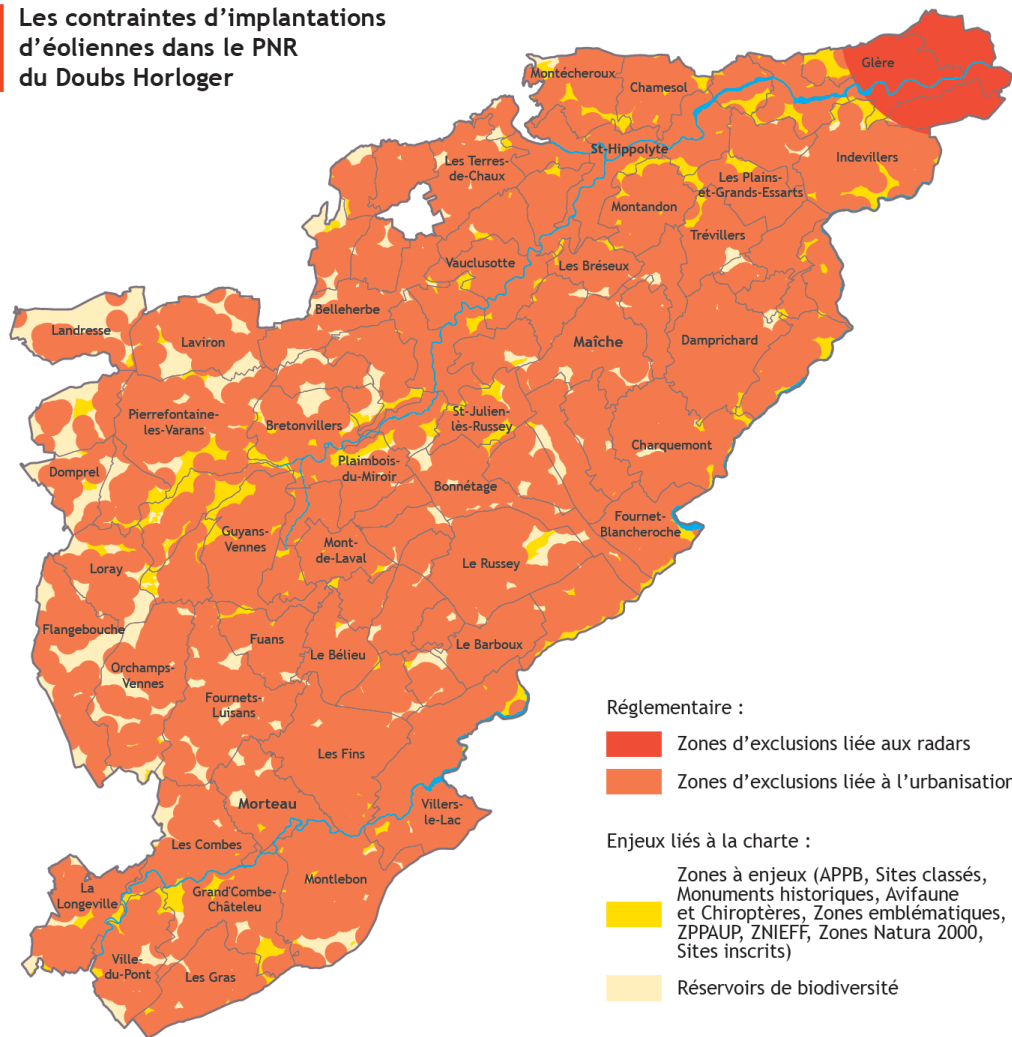 Les contraintes d’implantations
d’éoliennes dans le PNR
du Doubs Horloger
Glère
Montécheroux
Chamesol
St-Hippolyte
Indevillers
Les Terres-
de-Chaux
Les Plains-
et-Grands-Essarts
Montandon
Trévillers
Vauclusotte
Les Bréseux
Belleherbe
Landresse
Laviron
Maîche
Damprichard
Pierrefontaine-
les-Varans
Bretonvillers
St-Julien-
lès-Russey
Charquemont
Domprel
Plaimbois-
du-Miroir
Bonnétage
Guyans-
Vennes
Mont-
de-Laval
Fournet-
Blancheroche
Loray
Le Russey
Flangebouche
Fuans
Le Bélieu
Le Barboux
Orchamps-
Vennes
Fournets-
Luisans
Les Fins
Morteau
Villers-
le-Lac
Les Combes
Montlebon
La
Longeville
Grand'Combe-
Châteleu
Ville-
du-Pont
Les Gras
Réglementaire :
Zones d’exclusions liée aux radars
Zones d’exclusions liée à l’urbanisation
Enjeux liés à la charte :
Zones à enjeux (APPB, Sites classés,
Monuments historiques, Avifaune
et Chiroptères, Zones emblématiques,
ZPPAUP, ZNIEFF, Zones Natura 2000,
Sites inscrits)
Réservoirs de biodiversité